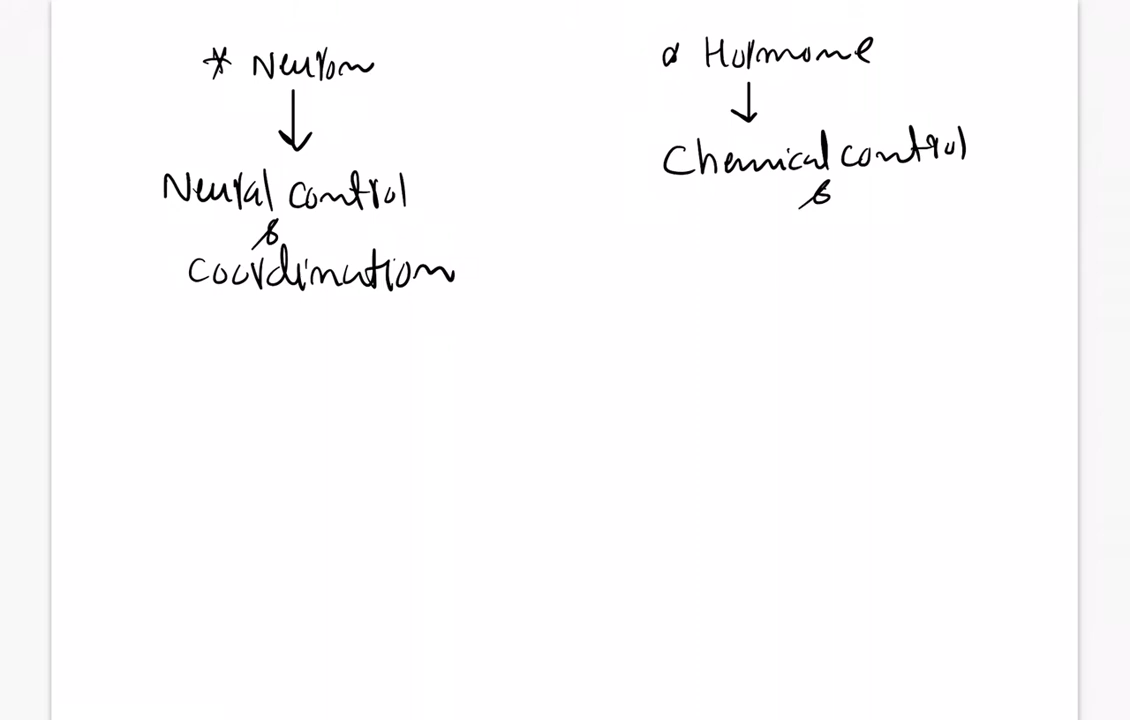 * Neuron
Neural control
&
coordination
* Hormone
Chemical control
&